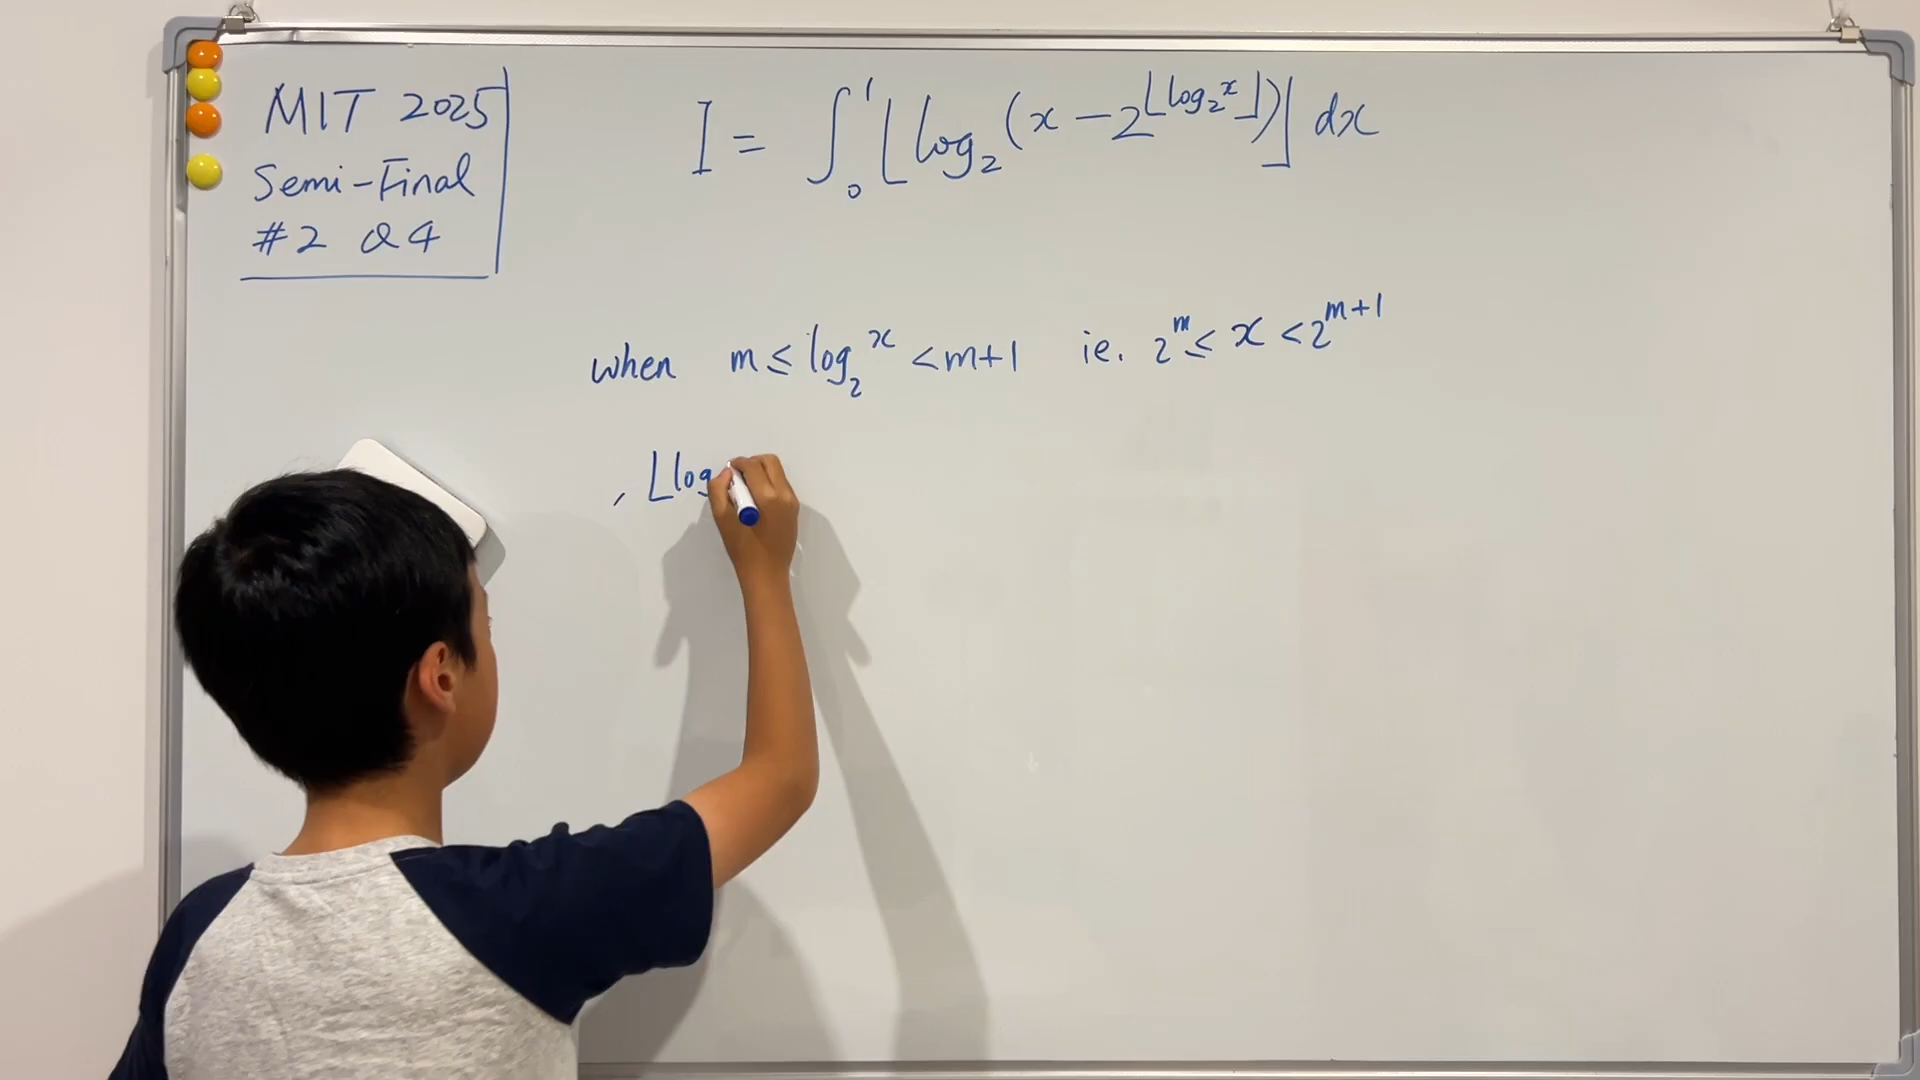 MIT 2025
Semi-Final
#2 Q4
I = ∫₀¹ ⌊log₂(x − 2^⌊log₂x⌋)⌋ dx
when m ≤ log₂x < m+1 ie. 2^m ≤ x < 2^(m+1)
, ⌊log